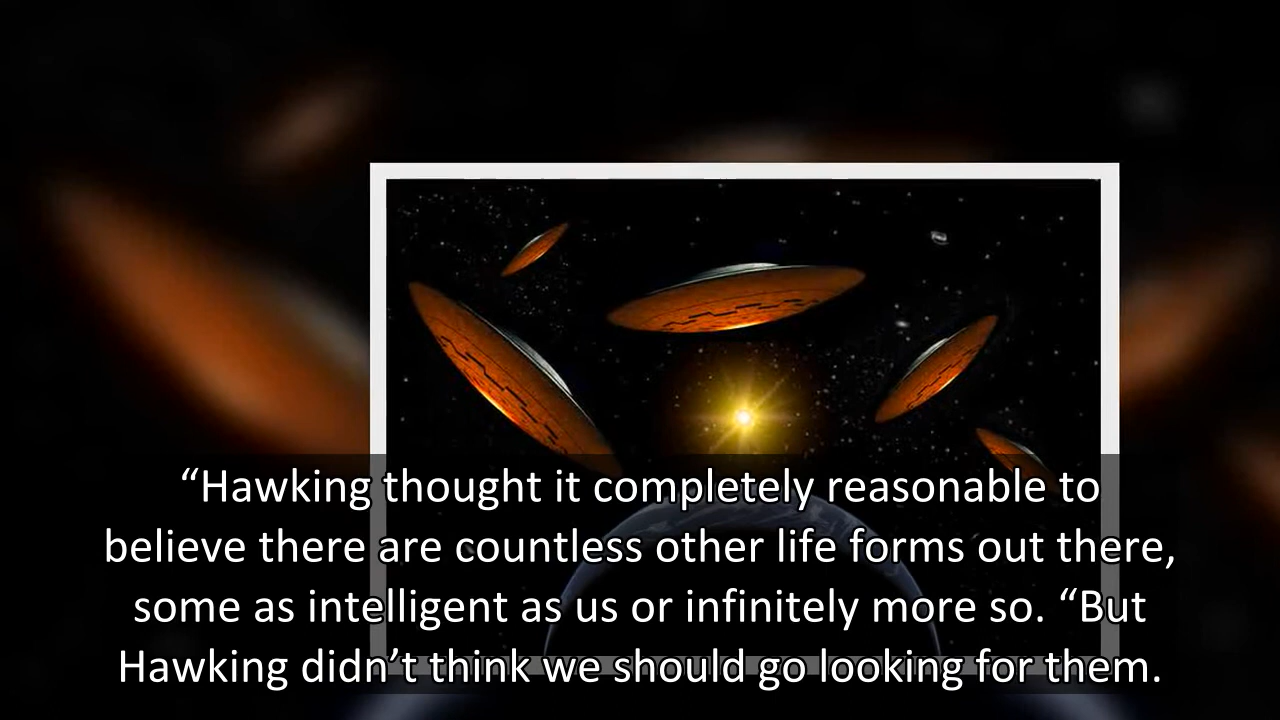 “Hawking thought it completely reasonable to
believe there are countless other life forms out there,
some as intelligent as us or infinitely more so. “But
Hawking didn’t think we should go looking for them.